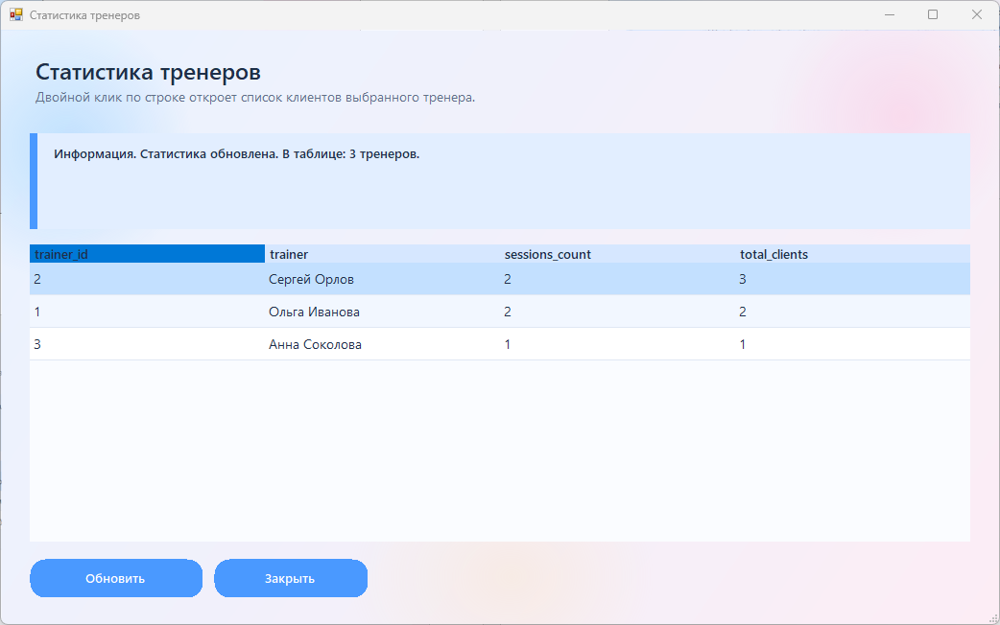 Статистика тренеров
Статистика тренеров
Двойной клик по строке откроет список клиентов выбранного тренера.
Информация. Статистика обновлена. В таблице: 3 тренеров.
trainer_id trainer sessions_count total_clients
2 Сергей Орлов 2 3
1 Ольга Иванова 2 2
3 Анна Соколова 1 1
Обновить Закрыть